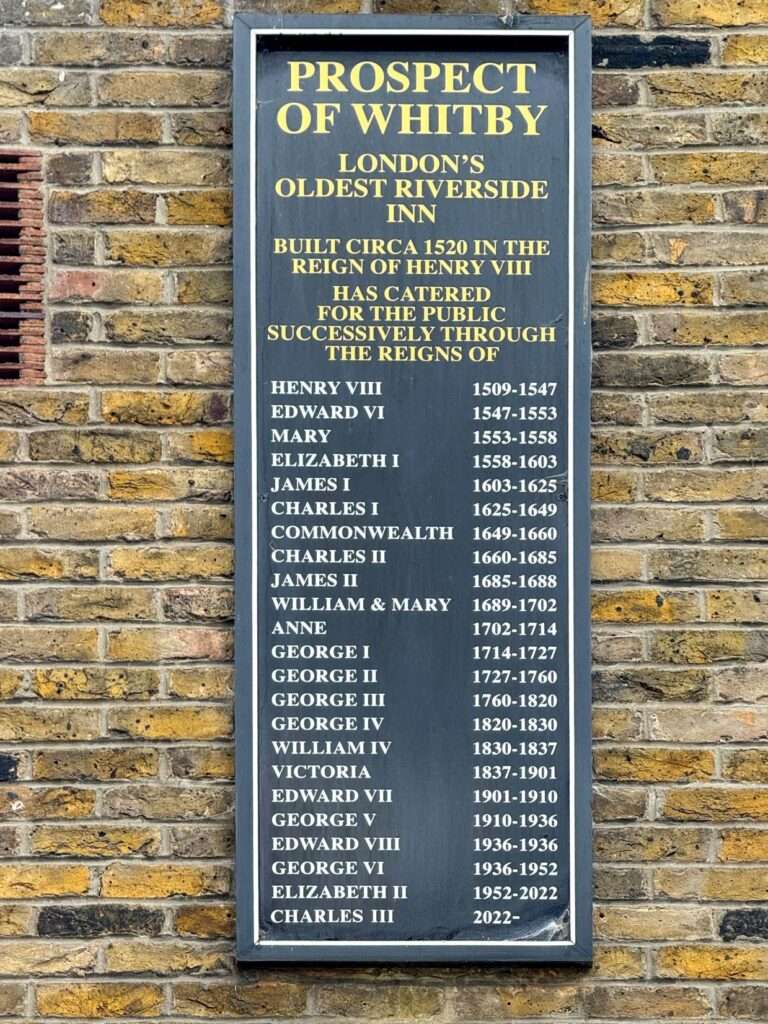 PROSPECT
OF WHITBY
LONDON'S
OLDEST RIVERSIDE
INN
BUILT CIRCA 1520 IN THE
REIGN OF HENRY VIII
HAS CATERED
FOR THE PUBLIC
SUCCESSIVELY THROUGH
THE REIGNS OF
HENRY VIII 1509-1547
EDWARD VI 1547-1553
MARY 1553-1558
ELIZABETH I 1558-1603
JAMES I 1603-1625
CHARLES I 1625-1649
COMMONWEALTH 1649-1660
CHARLES II 1660-1685
JAMES II 1685-1688
WILLIAM & MARY 1689-1702
ANNE 1702-1714
GEORGE I 1714-1727
GEORGE II 1727-1760
GEORGE III 1760-1820
GEORGE IV 1820-1830
WILLIAM IV 1830-1837
VICTORIA 1837-1901
EDWARD VII 1901-1910
GEORGE V 1910-1936
EDWARD VIII 1936-1936
GEORGE VI 1936-1952
ELIZABETH II 1952-2022
CHARLES III 2022-